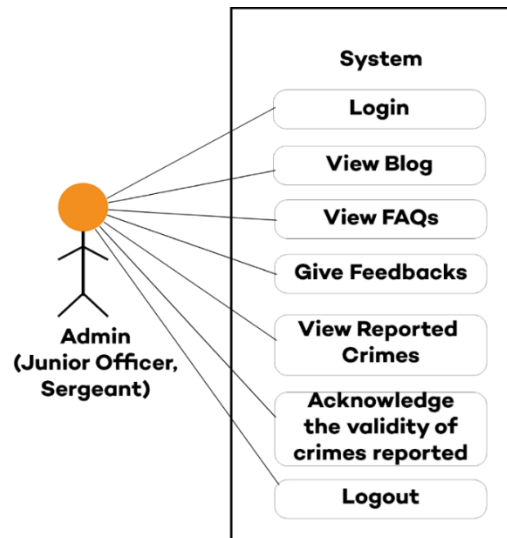 System
Login
View Blog
View FAQs
Give Feedbacks
View Reported
Crimes
Acknowledge
the validity of
crimes reported
Logout
Admin
(Junior Officer,
Sergeant)